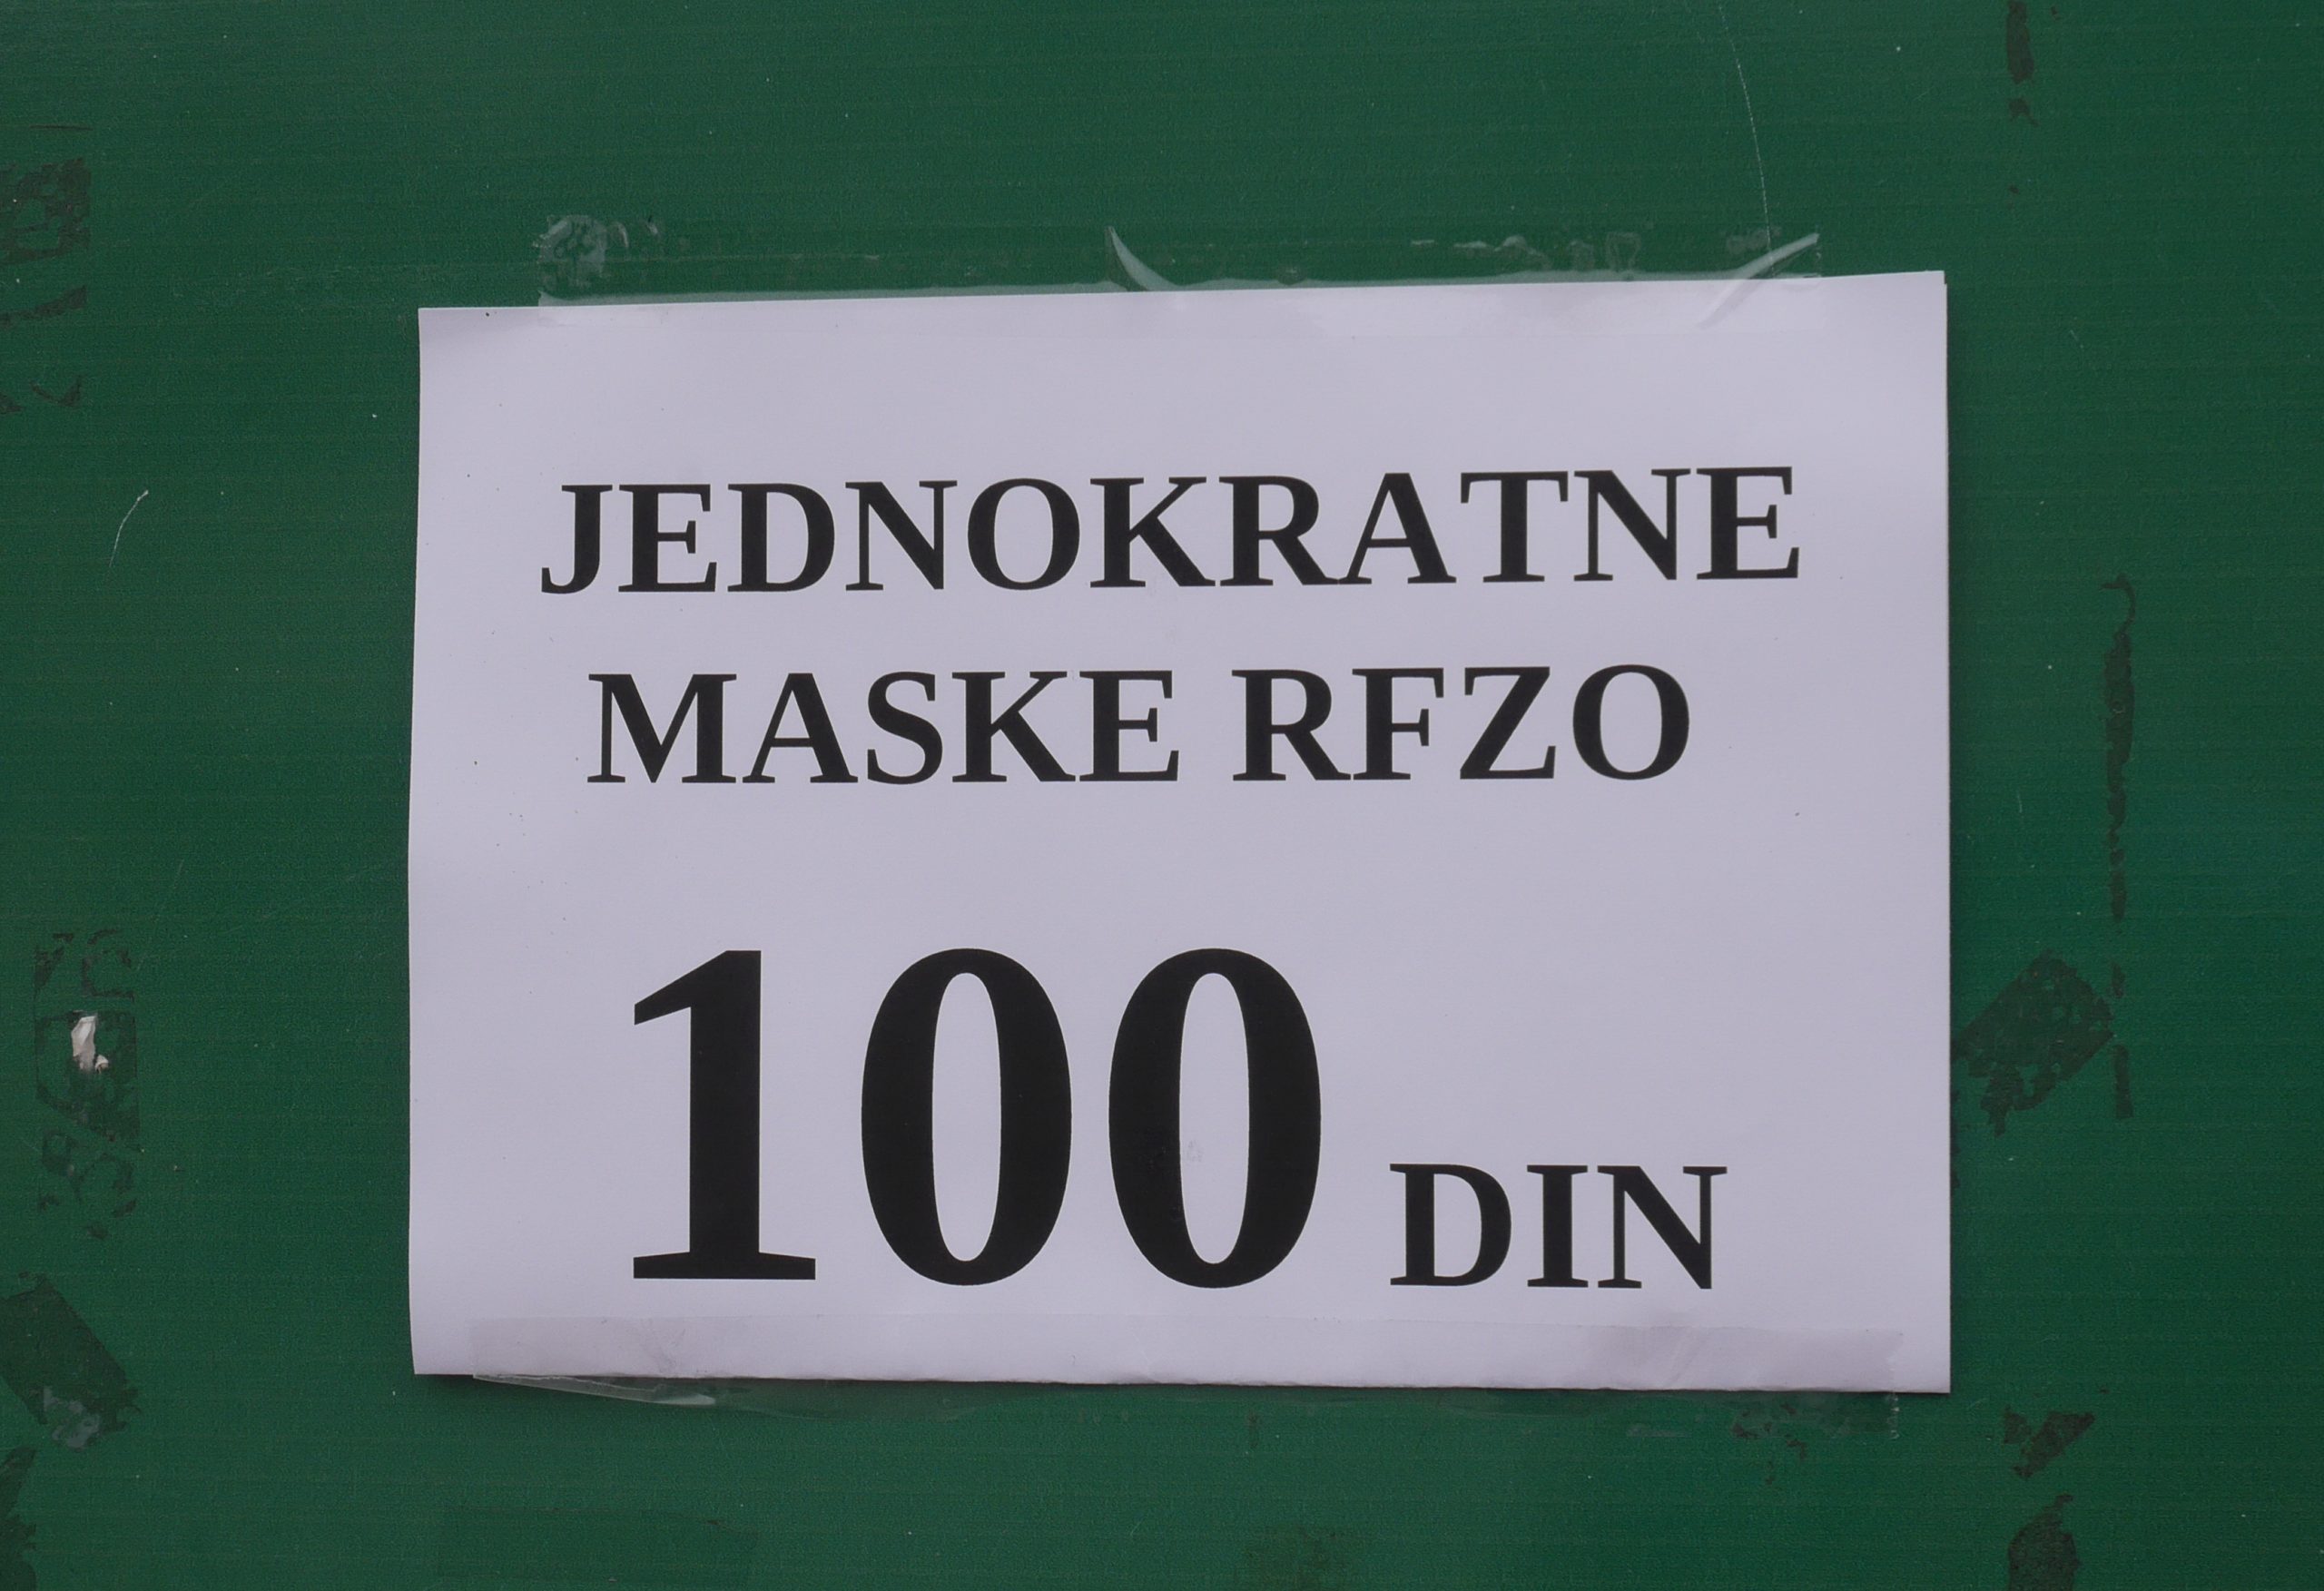 JEDNOKRATNE
MASKE RFZO
100 DIN